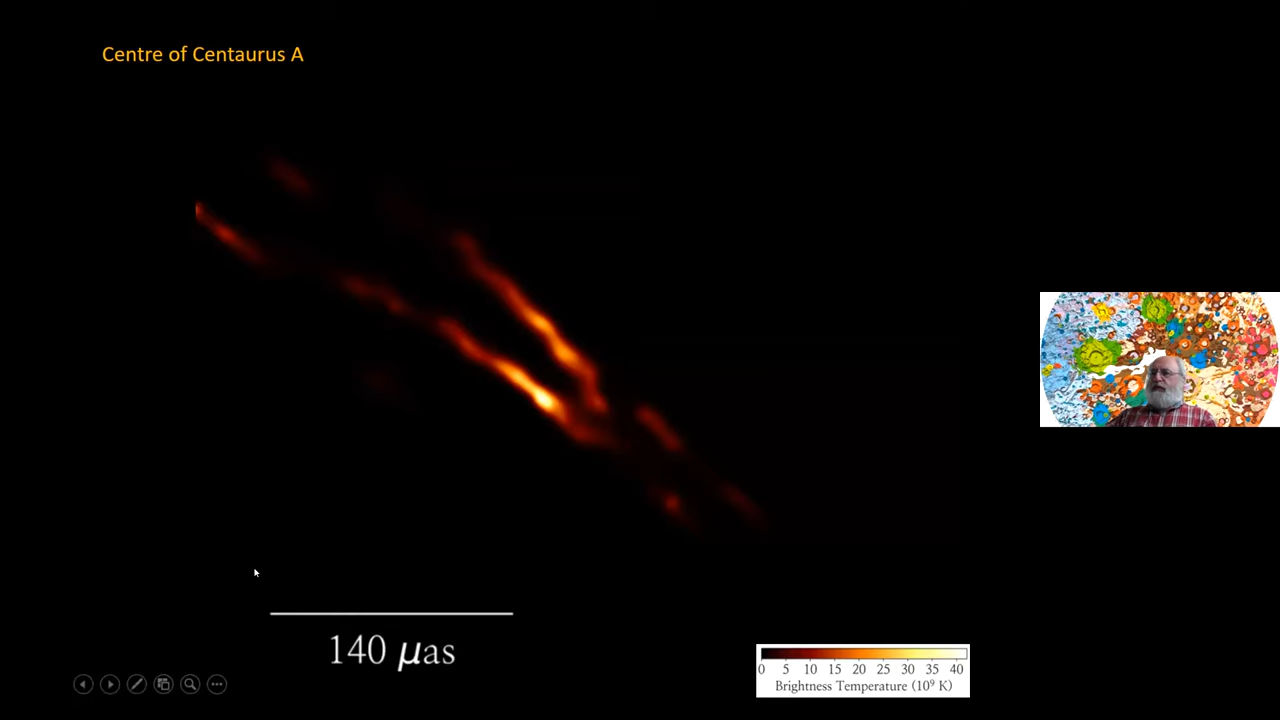 Centre of Centaurus A
140 μas
0 5 10 15 20 25 30 35 40
Brightness Temperature (10⁹ K)